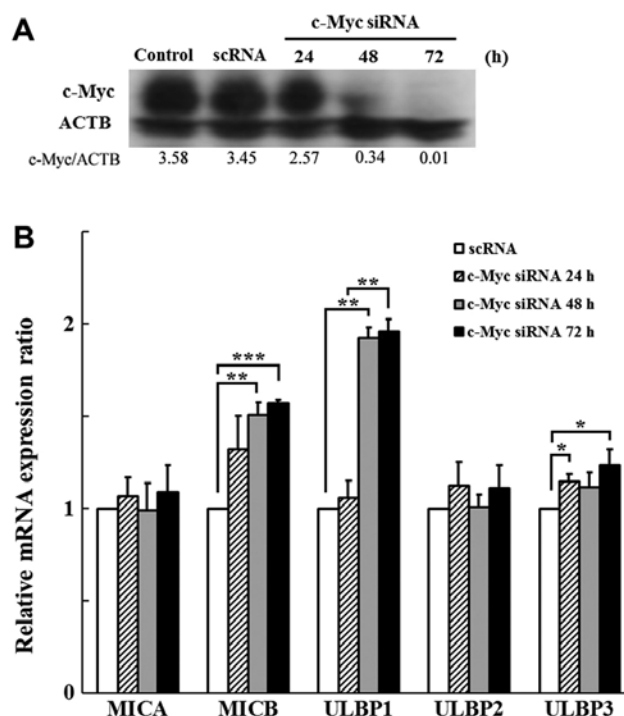 A
c-Myc siRNA
Control scRNA 24 48 72 (h)
c-Myc
ACTB
c-Myc/ACTB 3.58 3.45 2.57 0.34 0.01
B
Relative mRNA expression ratio
2
1
0
scRNA
c-Myc siRNA 24 h
c-Myc siRNA 48 h
c-Myc siRNA 72 h
**
***
**
**
*
*
MICA MICB ULBP1 ULBP2 ULBP3